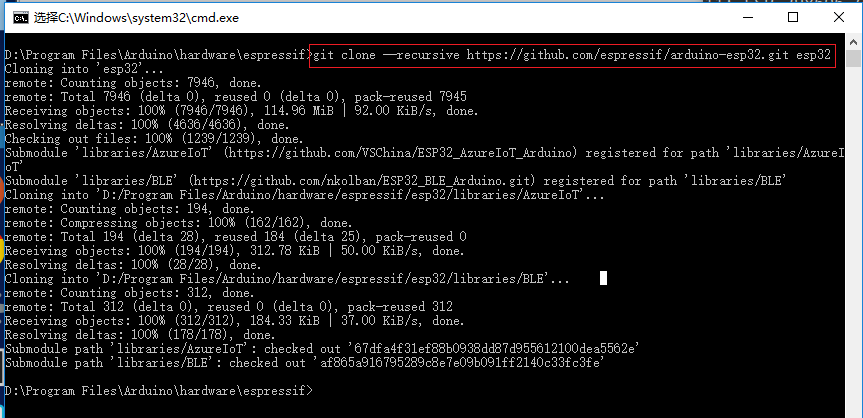 选择C:\Windows\system32\cmd.exe
D:\Program Files\Arduino\hardware\espressif>git clone --recursive https://github.com/espressif/arduino-esp32.git esp32
Cloning into 'esp32'...
remote: Counting objects: 7946, done.
remote: Total 7946 (delta 0), reused 0 (delta 0), pack-reused 7945
Receiving objects: 100% (7946/7946), 114.96 MiB | 92.00 KiB/s, done.
Resolving deltas: 100% (4636/4636), done.
Checking out files: 100% (1239/1239), done.
Submodule 'libraries/AzureIoT' (https://github.com/VSChina/ESP32_AzureIoT_Arduino) registered for path 'libraries/AzureI
oT'
Submodule 'libraries/BLE' (https://github.com/nkolban/ESP32_BLE_Arduino.git) registered for path 'libraries/BLE'
Cloning into 'D:/Program Files/Arduino/hardware/espressif/esp32/libraries/AzureIoT'...
remote: Counting objects: 194, done.
remote: Compressing objects: 100% (162/162), done.
remote: Total 194 (delta 28), reused 184 (delta 25), pack-reused 0
Receiving objects: 100% (194/194), 312.78 KiB | 50.00 KiB/s, done.
Resolving deltas: 100% (28/28), done.
Cloning into 'D:/Program Files/Arduino/hardware/espressif/esp32/libraries/BLE'...
remote: Counting objects: 312, done.
remote: Total 312 (delta 0), reused 0 (delta 0), pack-reused 312
Receiving objects: 100% (312/312), 184.33 KiB | 37.00 KiB/s, done.
Resolving deltas: 100% (178/178), done.
Submodule path 'libraries/AzureIoT': checked out '67dfa4f31ef88b0938dd87d955612100dea5562e'
Submodule path 'libraries/BLE': checked out 'af865a916795289c8e7e09b091ff2140c33fc3fe'
D:\Program Files\Arduino\hardware\espressif>